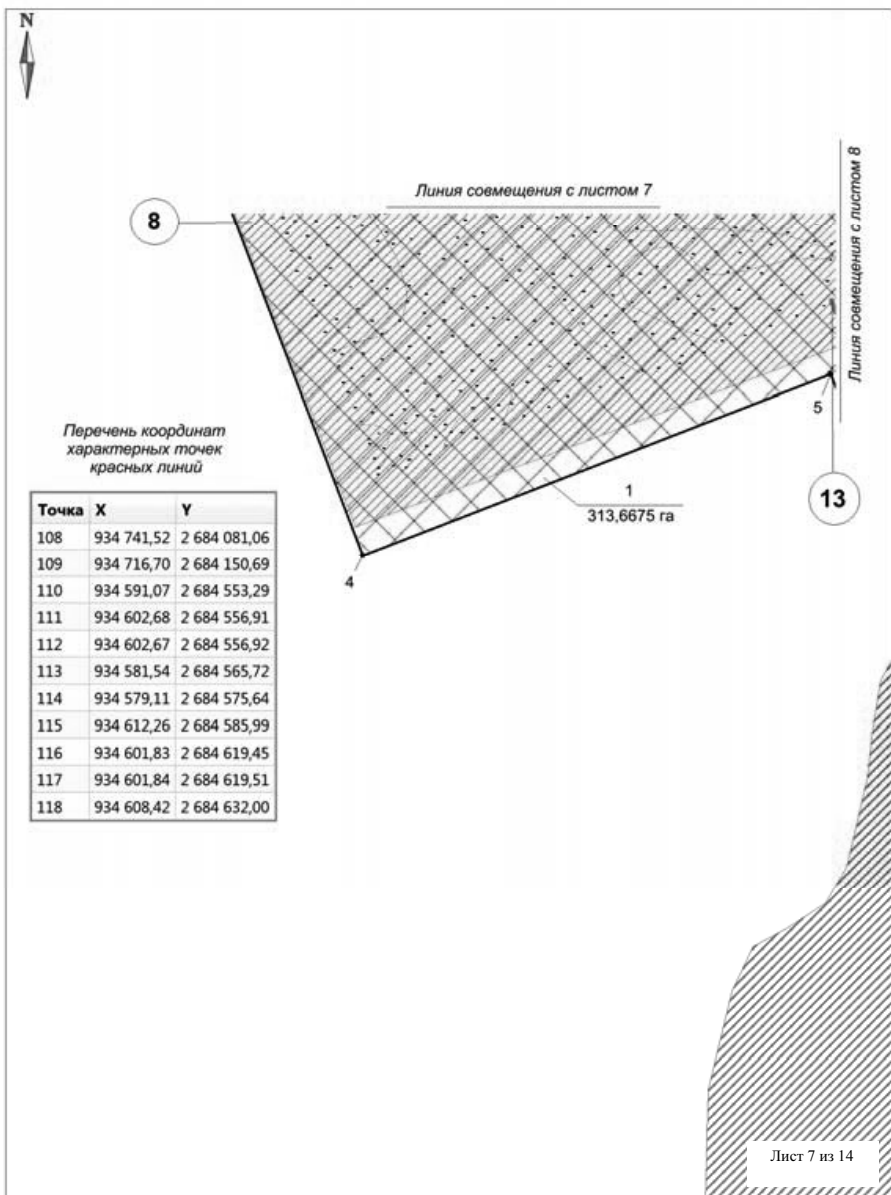 N
Линия совмещения с листом 7
Линия совмещения с листом 8
8
5
13
1
313,6675 га
4
Перечень координат
характерных точек
красных линий
Точка X Y
108 934 741,52 2 684 081,06
109 934 716,70 2 684 150,69
110 934 591,07 2 684 553,29
111 934 602,68 2 684 556,91
112 934 602,67 2 684 556,92
113 934 581,54 2 684 565,72
114 934 579,11 2 684 575,64
115 934 612,26 2 684 585,99
116 934 601,83 2 684 619,45
117 934 601,84 2 684 619,51
118 934 608,42 2 684 632,00
Лист 7 из 14